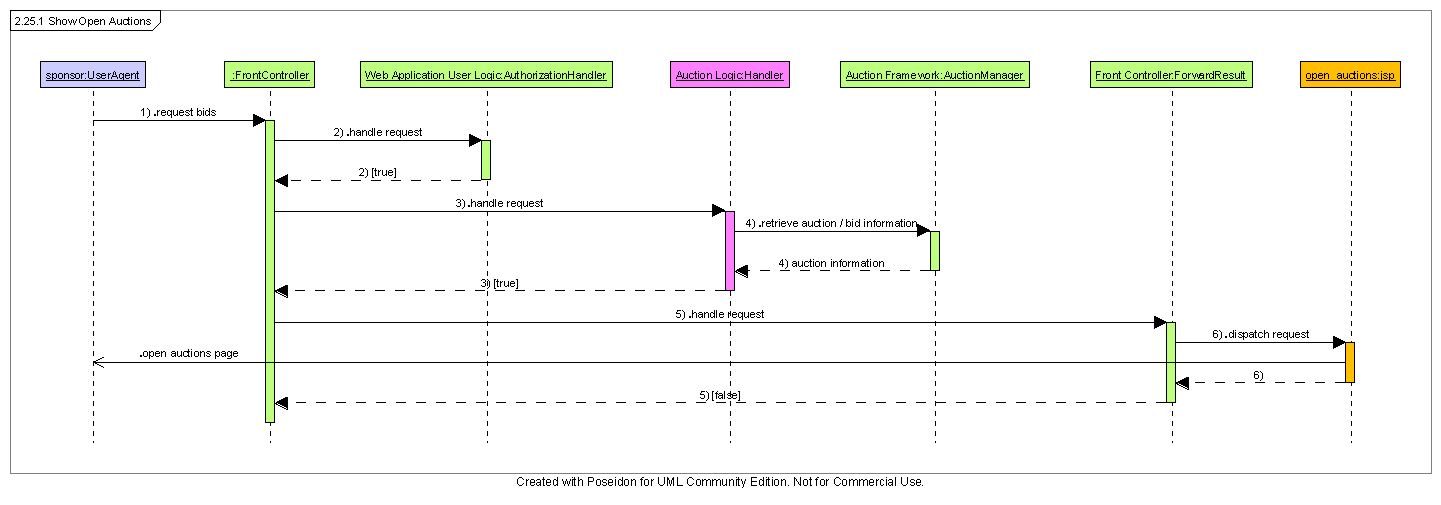 2.25.1 Show Open Auctions
sponsor:UserAgent
:FrontController
Web Application User Logic:AuthorizationHandler
Auction Logic:Handler
Auction Framework:AuctionManager
Front Controller:ForwardResult
open_auctions:jsp
1) .request bids
2) .handle request
2) [true]
3) .handle request
4) .retrieve auction / bid information
4) auction information
3) [true]
5) .handle request
6) .dispatch request
.open auctions page
6)
5) [false]
Created with Poseidon for UML Community Edition. Not for Commercial Use.